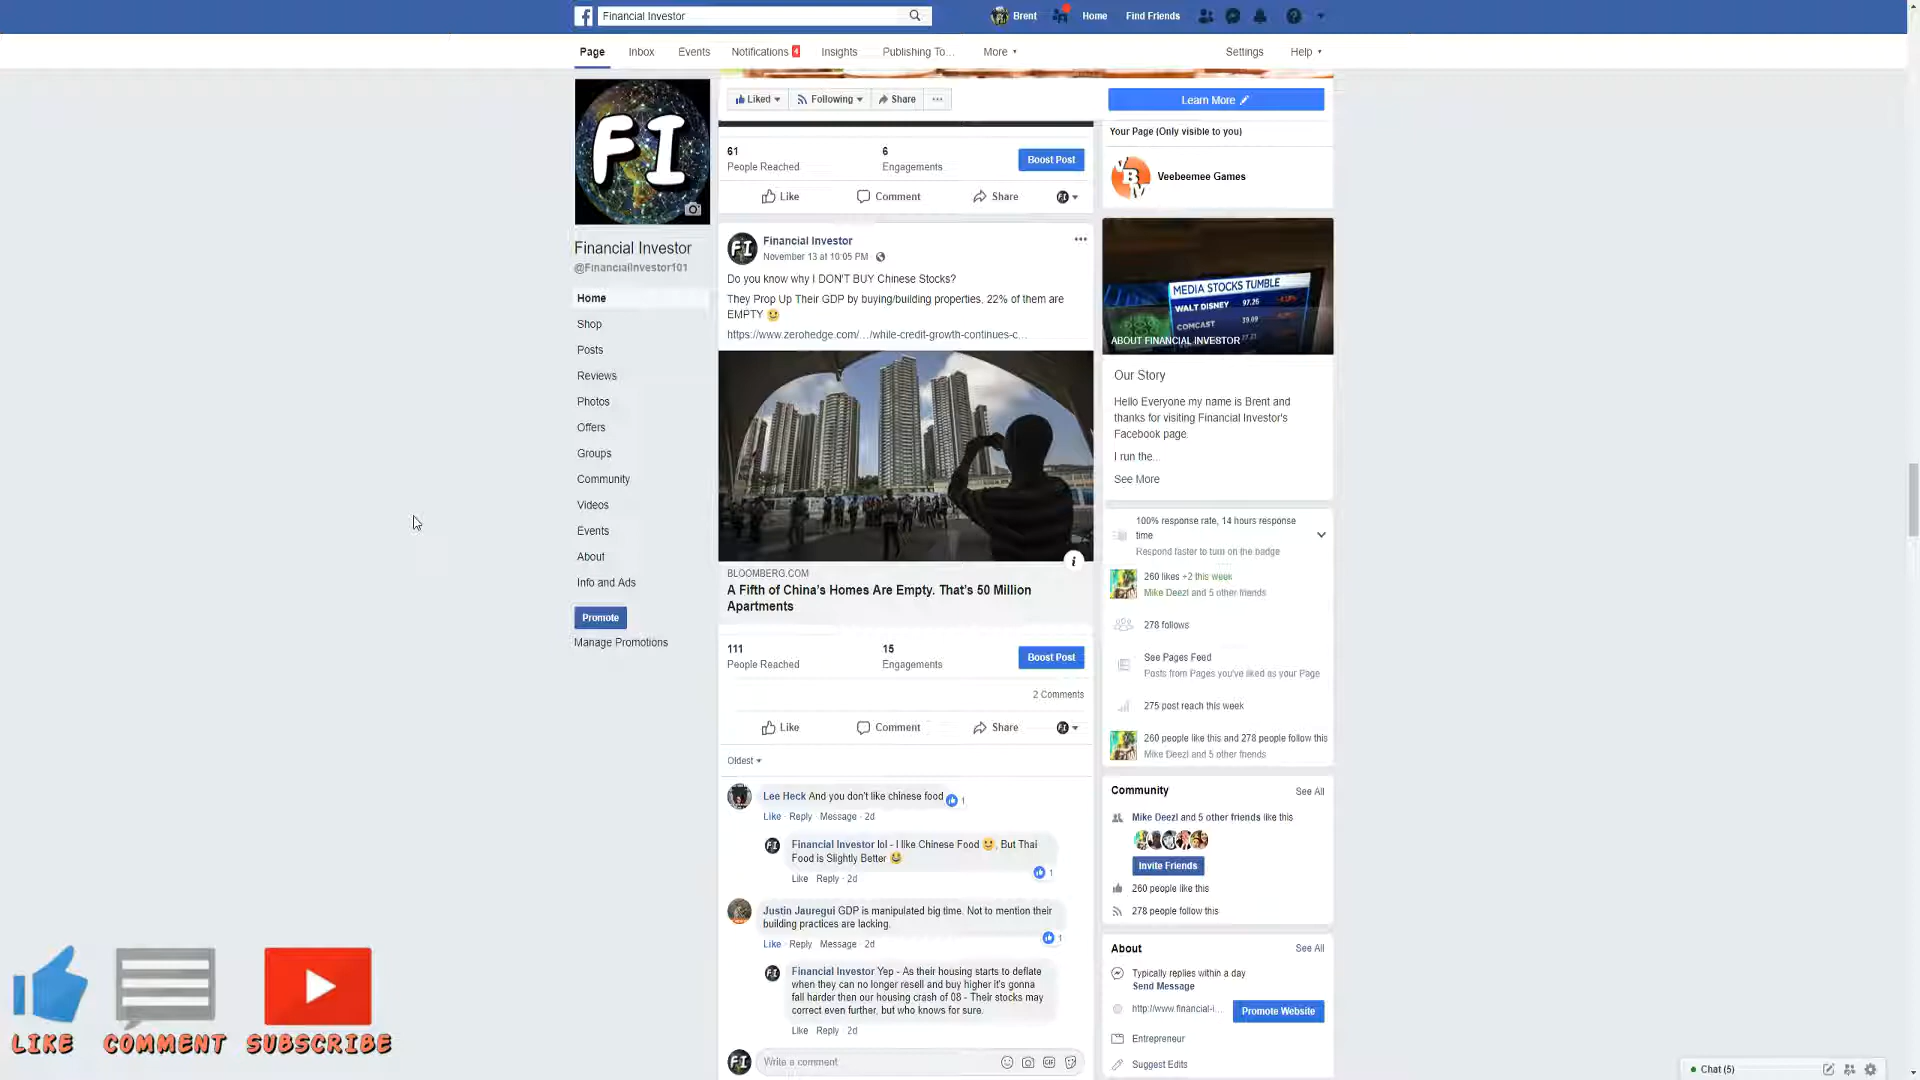 Financial Investor
Brent
Home
Find Friends
Page
Inbox
Events
Notifications 4
Insights
Publishing To...
More
Settings
Help
FI
Financial Investor
@FinancialInvestor101
Home
Shop
Posts
Reviews
Photos
Offers
Groups
Community
Videos
Events
About
Info and Ads
Promote
Manage Promotions
Liked
Following
Share
Learn More
61
People Reached
6
Engagements
Boost Post
Like
Comment
Share
Financial Investor
November 13 at 10:05 PM
Do you know why I DON'T BUY Chinese Stocks?
They Prop Up Their GDP by buying/building properties, 22% of them are
EMPTY
https://www.zerohedge.com/.../while-credit-growth-continues-c...
BLOOMBERG.COM
A Fifth of China's Homes Are Empty. That's 50 Million
Apartments
111
People Reached
15
Engagements
Boost Post
2 Comments
Like
Comment
Share
Oldest
Lee Heck And you don't like chinese food
1
Like · Reply · Message · 2d
Financial Investor lol - I like Chinese Food , But Thai
Food is Slightly Better
1
Like · Reply · 2d
Justin Jauregui GDP is manipulated big time. Not to mention their
building practices are lacking.
1
Like · Reply · Message · 2d
Financial Investor Yep - As their housing starts to deflate
when they can no longer resell and buy higher it's gonna
fall harder then our housing crash of 08 - Their stocks may
correct even further, but who knows for sure.
Like · Reply · 2d
Write a comment
Your Page (Only visible to you)
Veebeemee Games
MEDIA STOCKS TUMBLE
WALT DISNEY 97.26
COMCAST 39.09
ABOUT FINANCIAL INVESTOR
Our Story
Hello Everyone my name is Brent and
thanks for visiting Financial Investor's
Facebook page.
I run the...
See More
100% response rate, 14 hours response
time
Respond faster to turn on the badge
260 likes +2 this week
Mike Deezl and 5 other friends
278 follows
See Pages Feed
Posts from Pages you've liked as your Page
275 post reach this week
260 people like this and 278 people follow this
Mike Deezl and 5 other friends
Community
See All
Mike Deezl and 5 other friends like this
Invite Friends
260 people like this
278 people follow this
About
See All
Typically replies within a day
Send Message
http://www.financial-i...
Promote Website
Entrepreneur
Suggest Edits
Chat (5)
LIKE
COMMENT
SUBSCRIBE